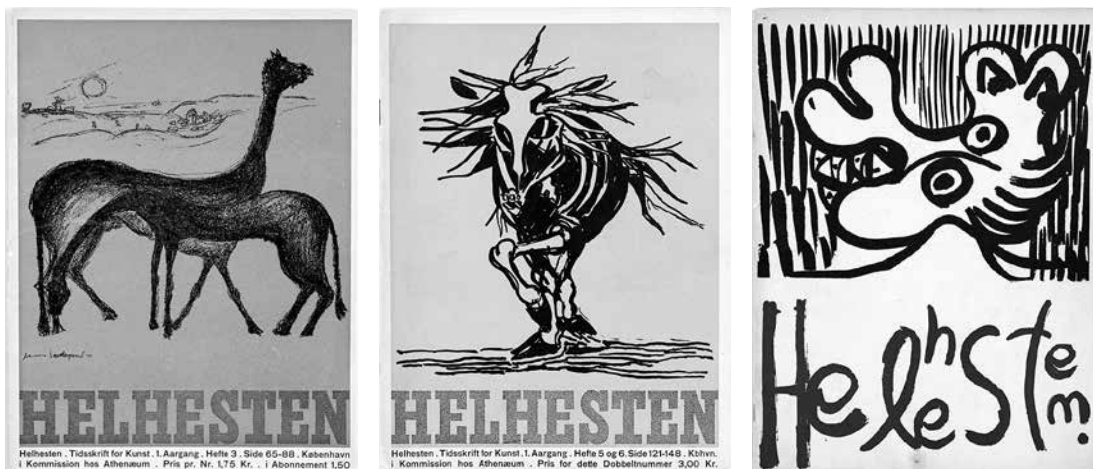 HELHESTEN
Helhesten . Tidsskrift for Kunst . 1. Aargang . Hefte 3 . Side 65-88 . København
i Kommission hos Athenæum . Pris pr. Nr. 1,75 Kr. . i Abonnement 1,50
HELHESTEN
Helhesten . Tidsskrift for Kunst . 1. Aargang . Hefte 5 og 6. Side 121-148 . Kbhvn.
i Kommission hos Athenæum . Pris for dette Dobbeltnummer 3,00 Kr.
HelheSten.